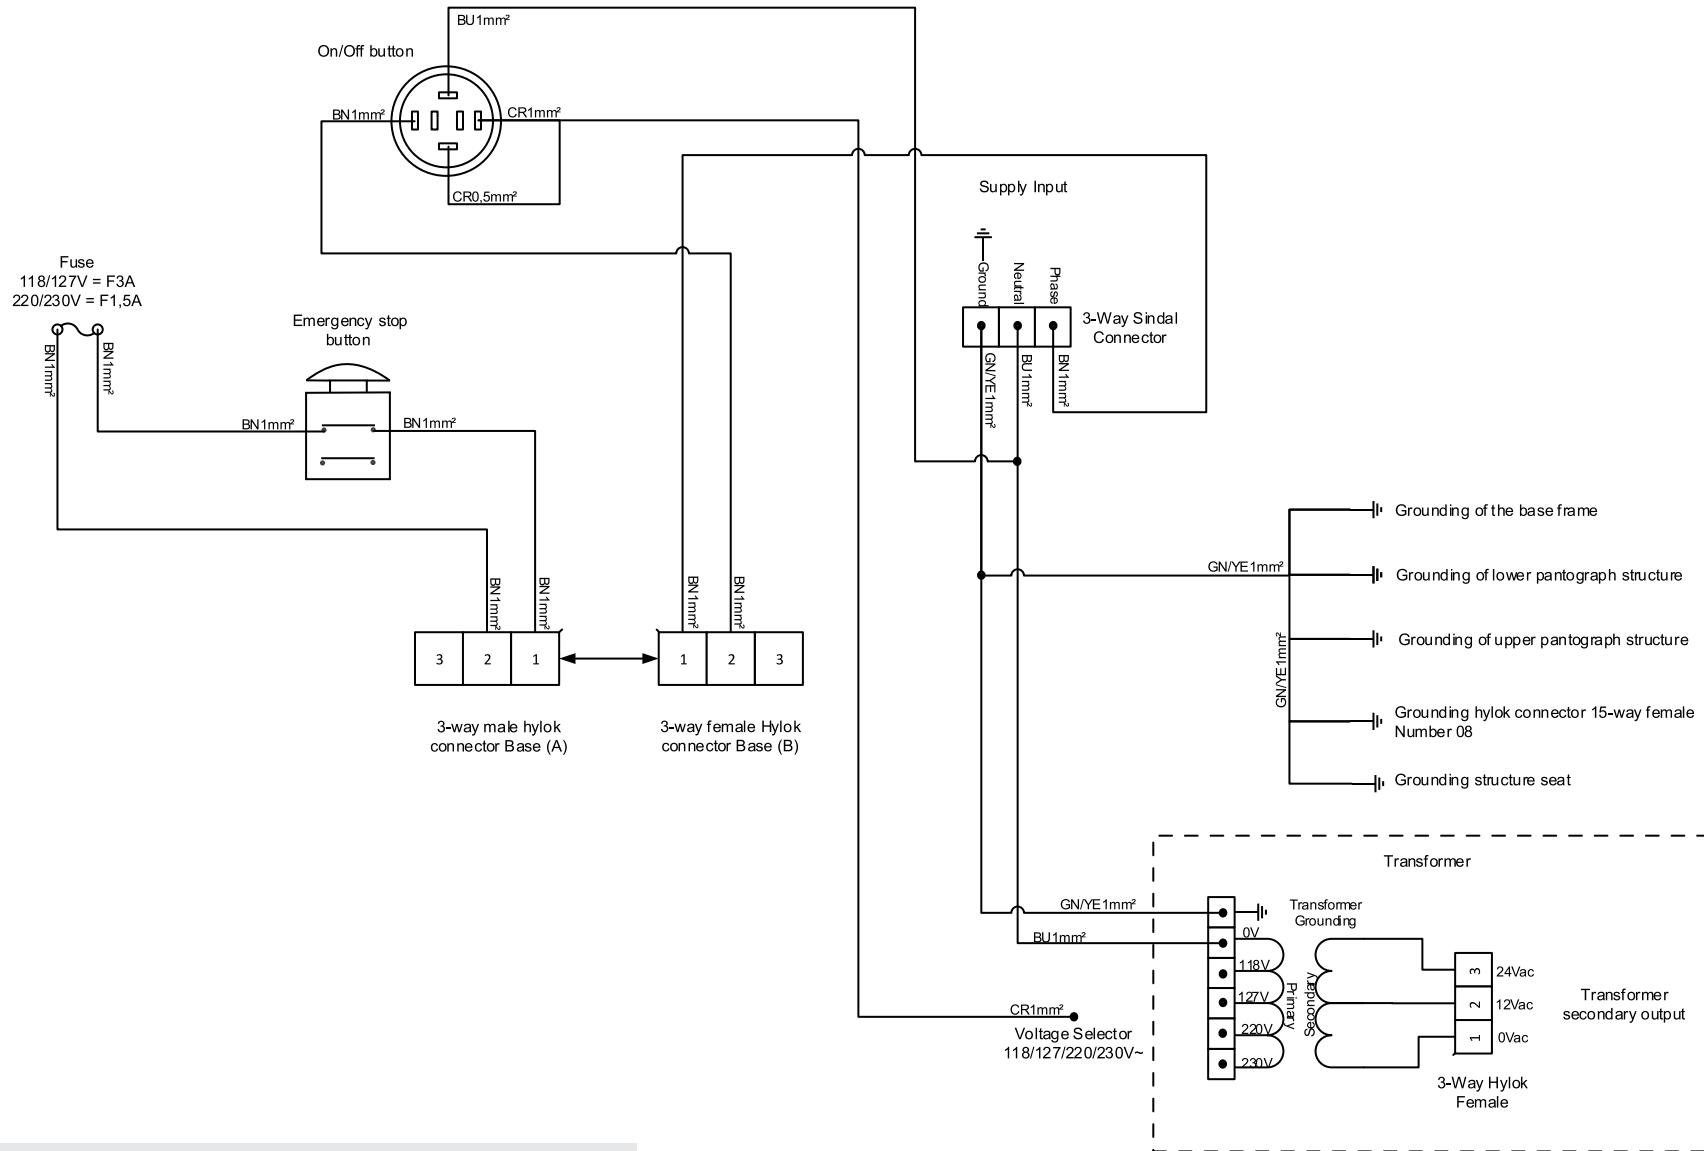 BU1mm²
On/Off button
BN1mm²
CR1mm²
CR0,5mm²
Supply Input
Ground
Neutral
Phase
3-Way Sindal
Connector
GN/YE1mm²
BU1mm²
BN1mm²
Fuse
118/127V = F3A
220/230V = F1,5A
BN1mm²
BN1mm²
Emergency stop
button
BN1mm²
BN1mm²
BN1mm²
BN1mm²
BN1mm²
BN1mm²
3
2
1
1
2
3
3-way male hylok
connector Base (A)
3-way female Hylok
connector Base (B)
GN/YE1mm²
GN/YE1mm²
Grounding of the base frame
Grounding of lower pantograph structure
Grounding of upper pantograph structure
Grounding hylok connector 15-way female
Number 08
Grounding structure seat
Transformer
GN/YE1mm²
BU1mm²
CR1mm²
Voltage Selector
118/127/220/230V~
Transformer
Grounding
0V
118V
127V
220V
230V
Primary
Secondary
3
2
1
24Vac
12Vac
0Vac
Transformer
secondary output
3-Way Hylok
Female